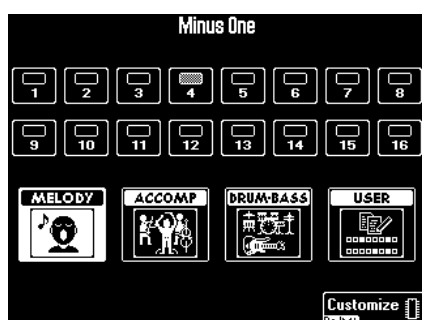 Minus One
1 2 3 4 5 6 7 8
9 10 11 12 13 14 15 16
MELODY ACCOMP DRUM·BASS USER
Customize